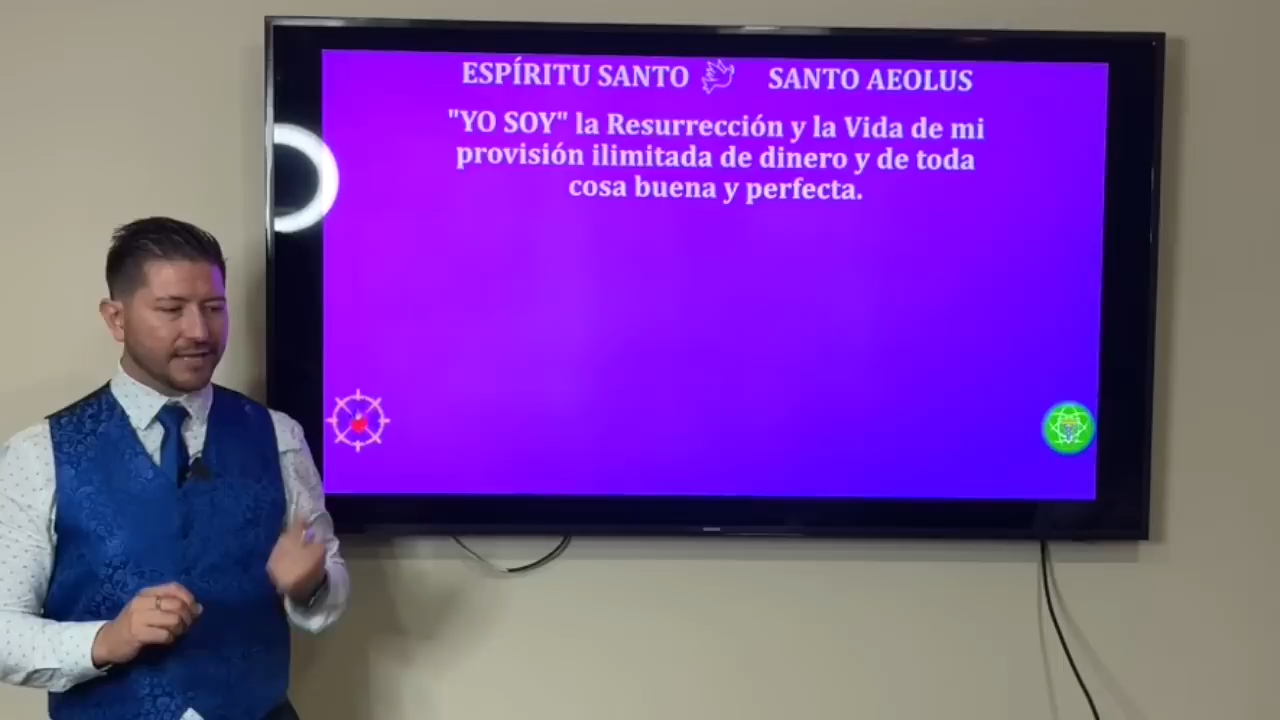 ESPÍRITU SANTO SANTO AEOLUS
"YO SOY" la Resurrección y la Vida de mi
provisión ilimitada de dinero y de toda
cosa buena y perfecta.